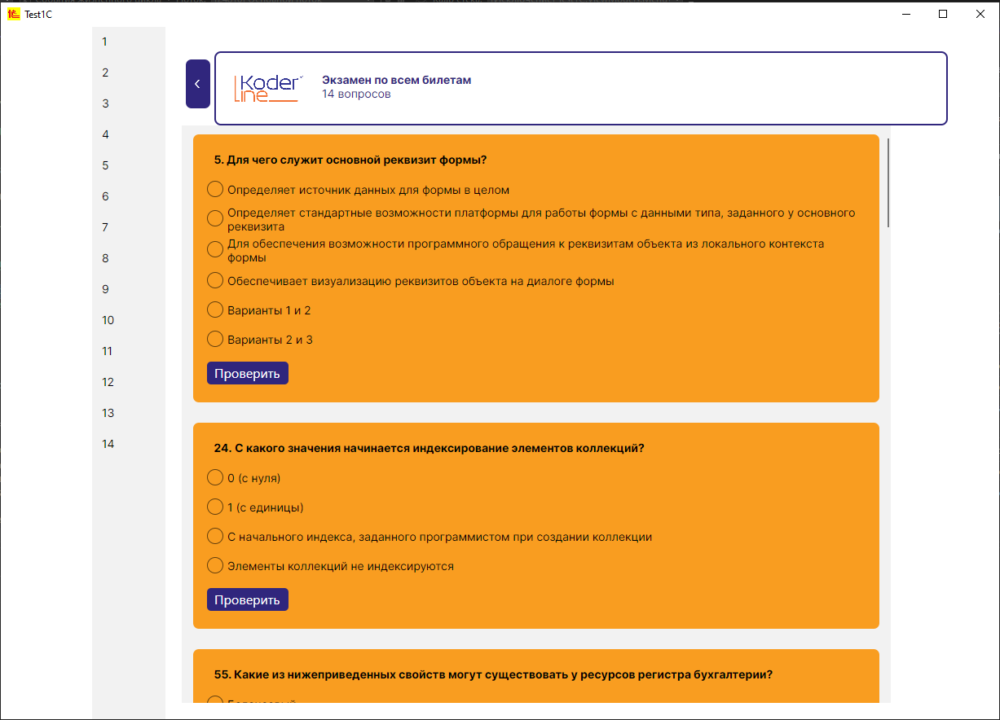 Test1C
1
2
3
4
5
6
7
8
9
10
11
12
13
14
‹
Koder
line
Экзамен по всем билетам
14 вопросов
5. Для чего служит основной реквизит формы?
Определяет источник данных для формы в целом
Определяет стандартные возможности платформы для работы формы с данными типа, заданного у основного
реквизита
Для обеспечения возможности программного обращения к реквизитам объекта из локального контекста
формы
Обеспечивает визуализацию реквизитов объекта на диалоге формы
Варианты 1 и 2
Варианты 2 и 3
Проверить
24. С какого значения начинается индексирование элементов коллекций?
0 (с нуля)
1 (с единицы)
С начального индекса, заданного программистом при создании коллекции
Элементы коллекций не индексируются
Проверить
55. Какие из нижеприведенных свойств могут существовать у ресурсов регистра бухгалтерии?